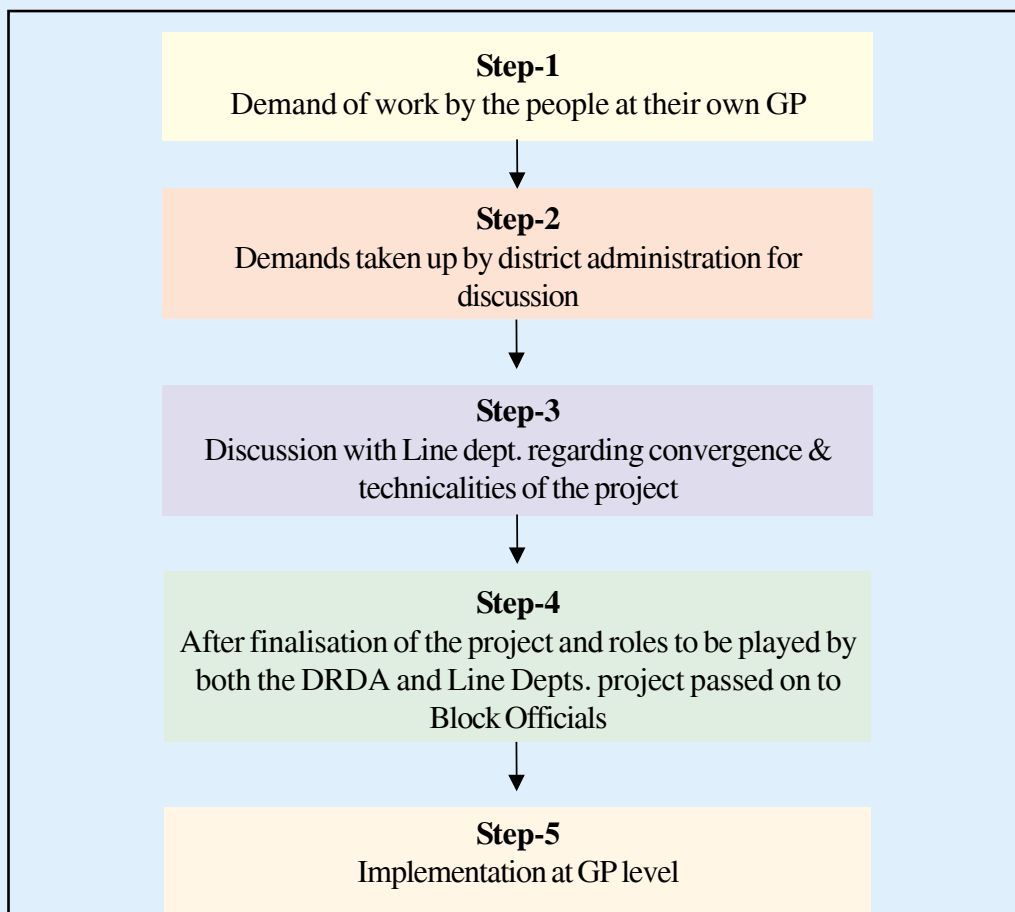 Step-1
Demand of work by the people at their own GP
Step-2
Demands taken up by district administration for
discussion
Step-3
Discussion with Line dept. regarding convergence &
technicalities of the project
Step-4
After finalisation of the project and roles to be played by
both the DRDA and Line Depts. project passed on to
Block Officials
Step-5
Implementation at GP level